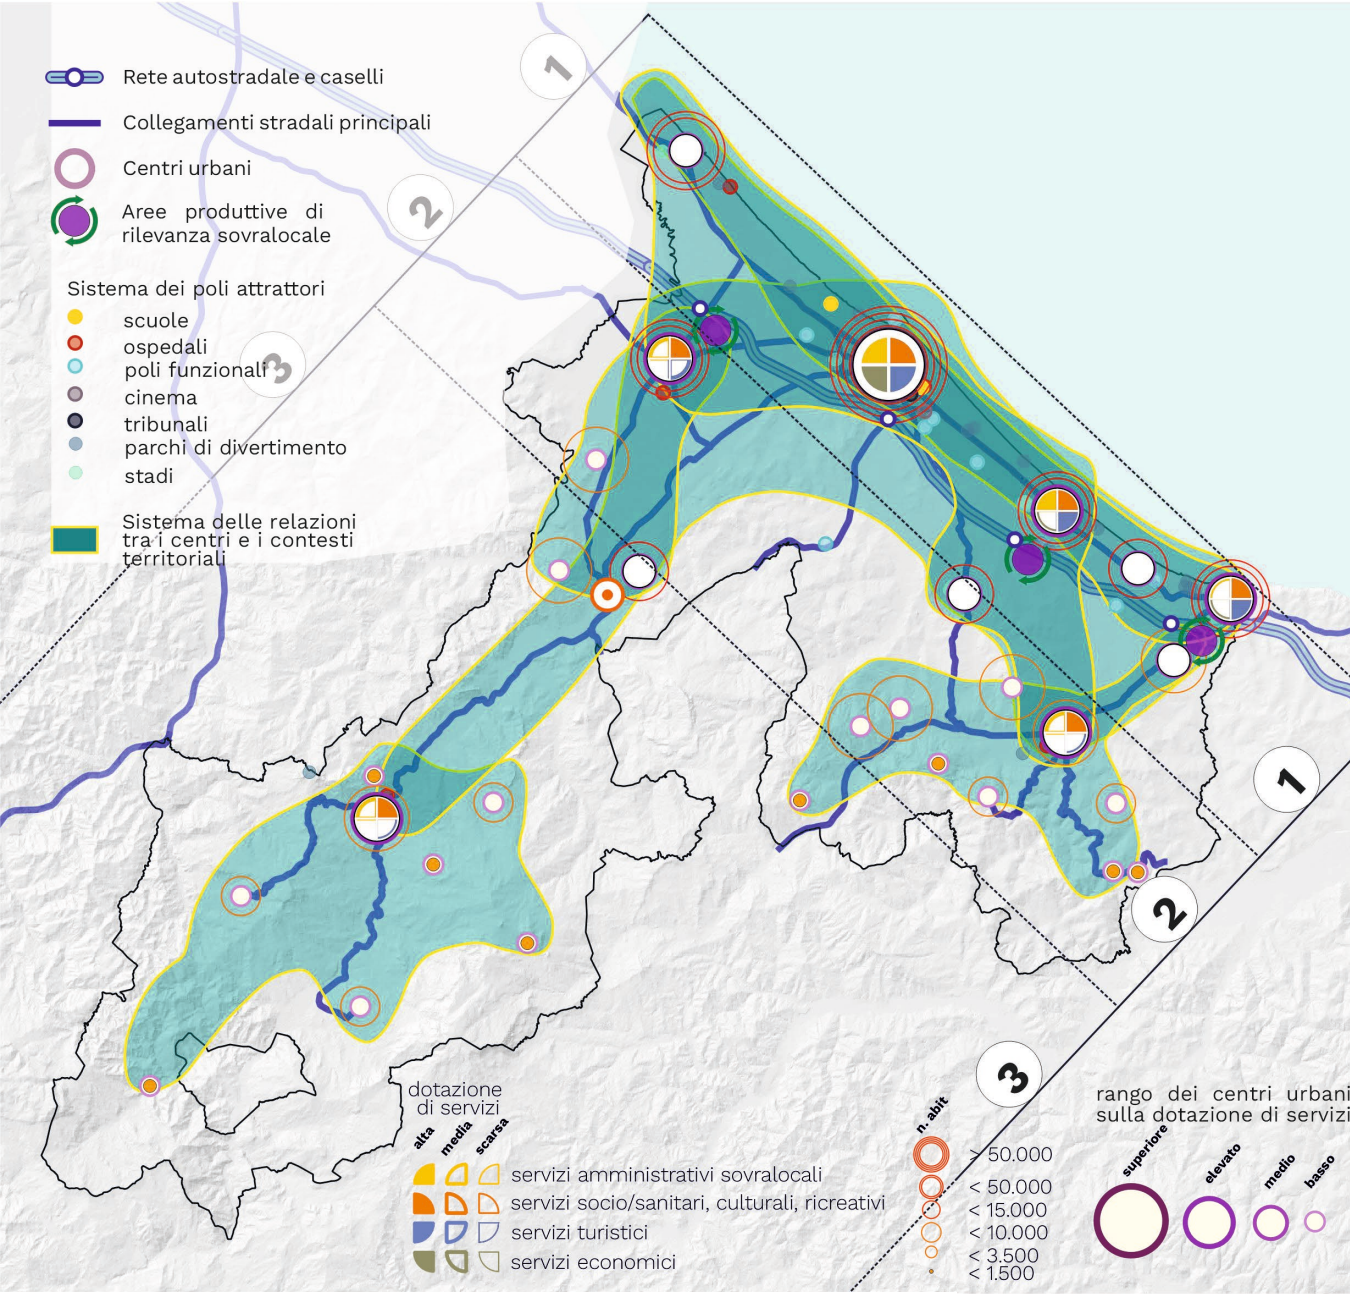 1
Rete autostradale e caselli
Collegamenti stradali principali
Centri urbani
2
Aree produttive di
rilevanza sovralocale
Sistema dei poli attrattori
scuole
ospedali
poli funzionali
3
cinema
tribunali
parchi di divertimento
stadi
Sistema delle relazioni
tra i centri e i contesti
territoriali
1
2
3
dotazione
di servizi
alta
media
scarsa
servizi amministrativi sovralocali
servizi socio/sanitari, culturali, ricreativi
servizi turistici
servizi economici
n. abit
> 50.000
< 50.000
< 15.000
< 10.000
< 3.500
< 1.500
rango dei centri urbani
sulla dotazione di servizi
superiore
elevato
medio
basso